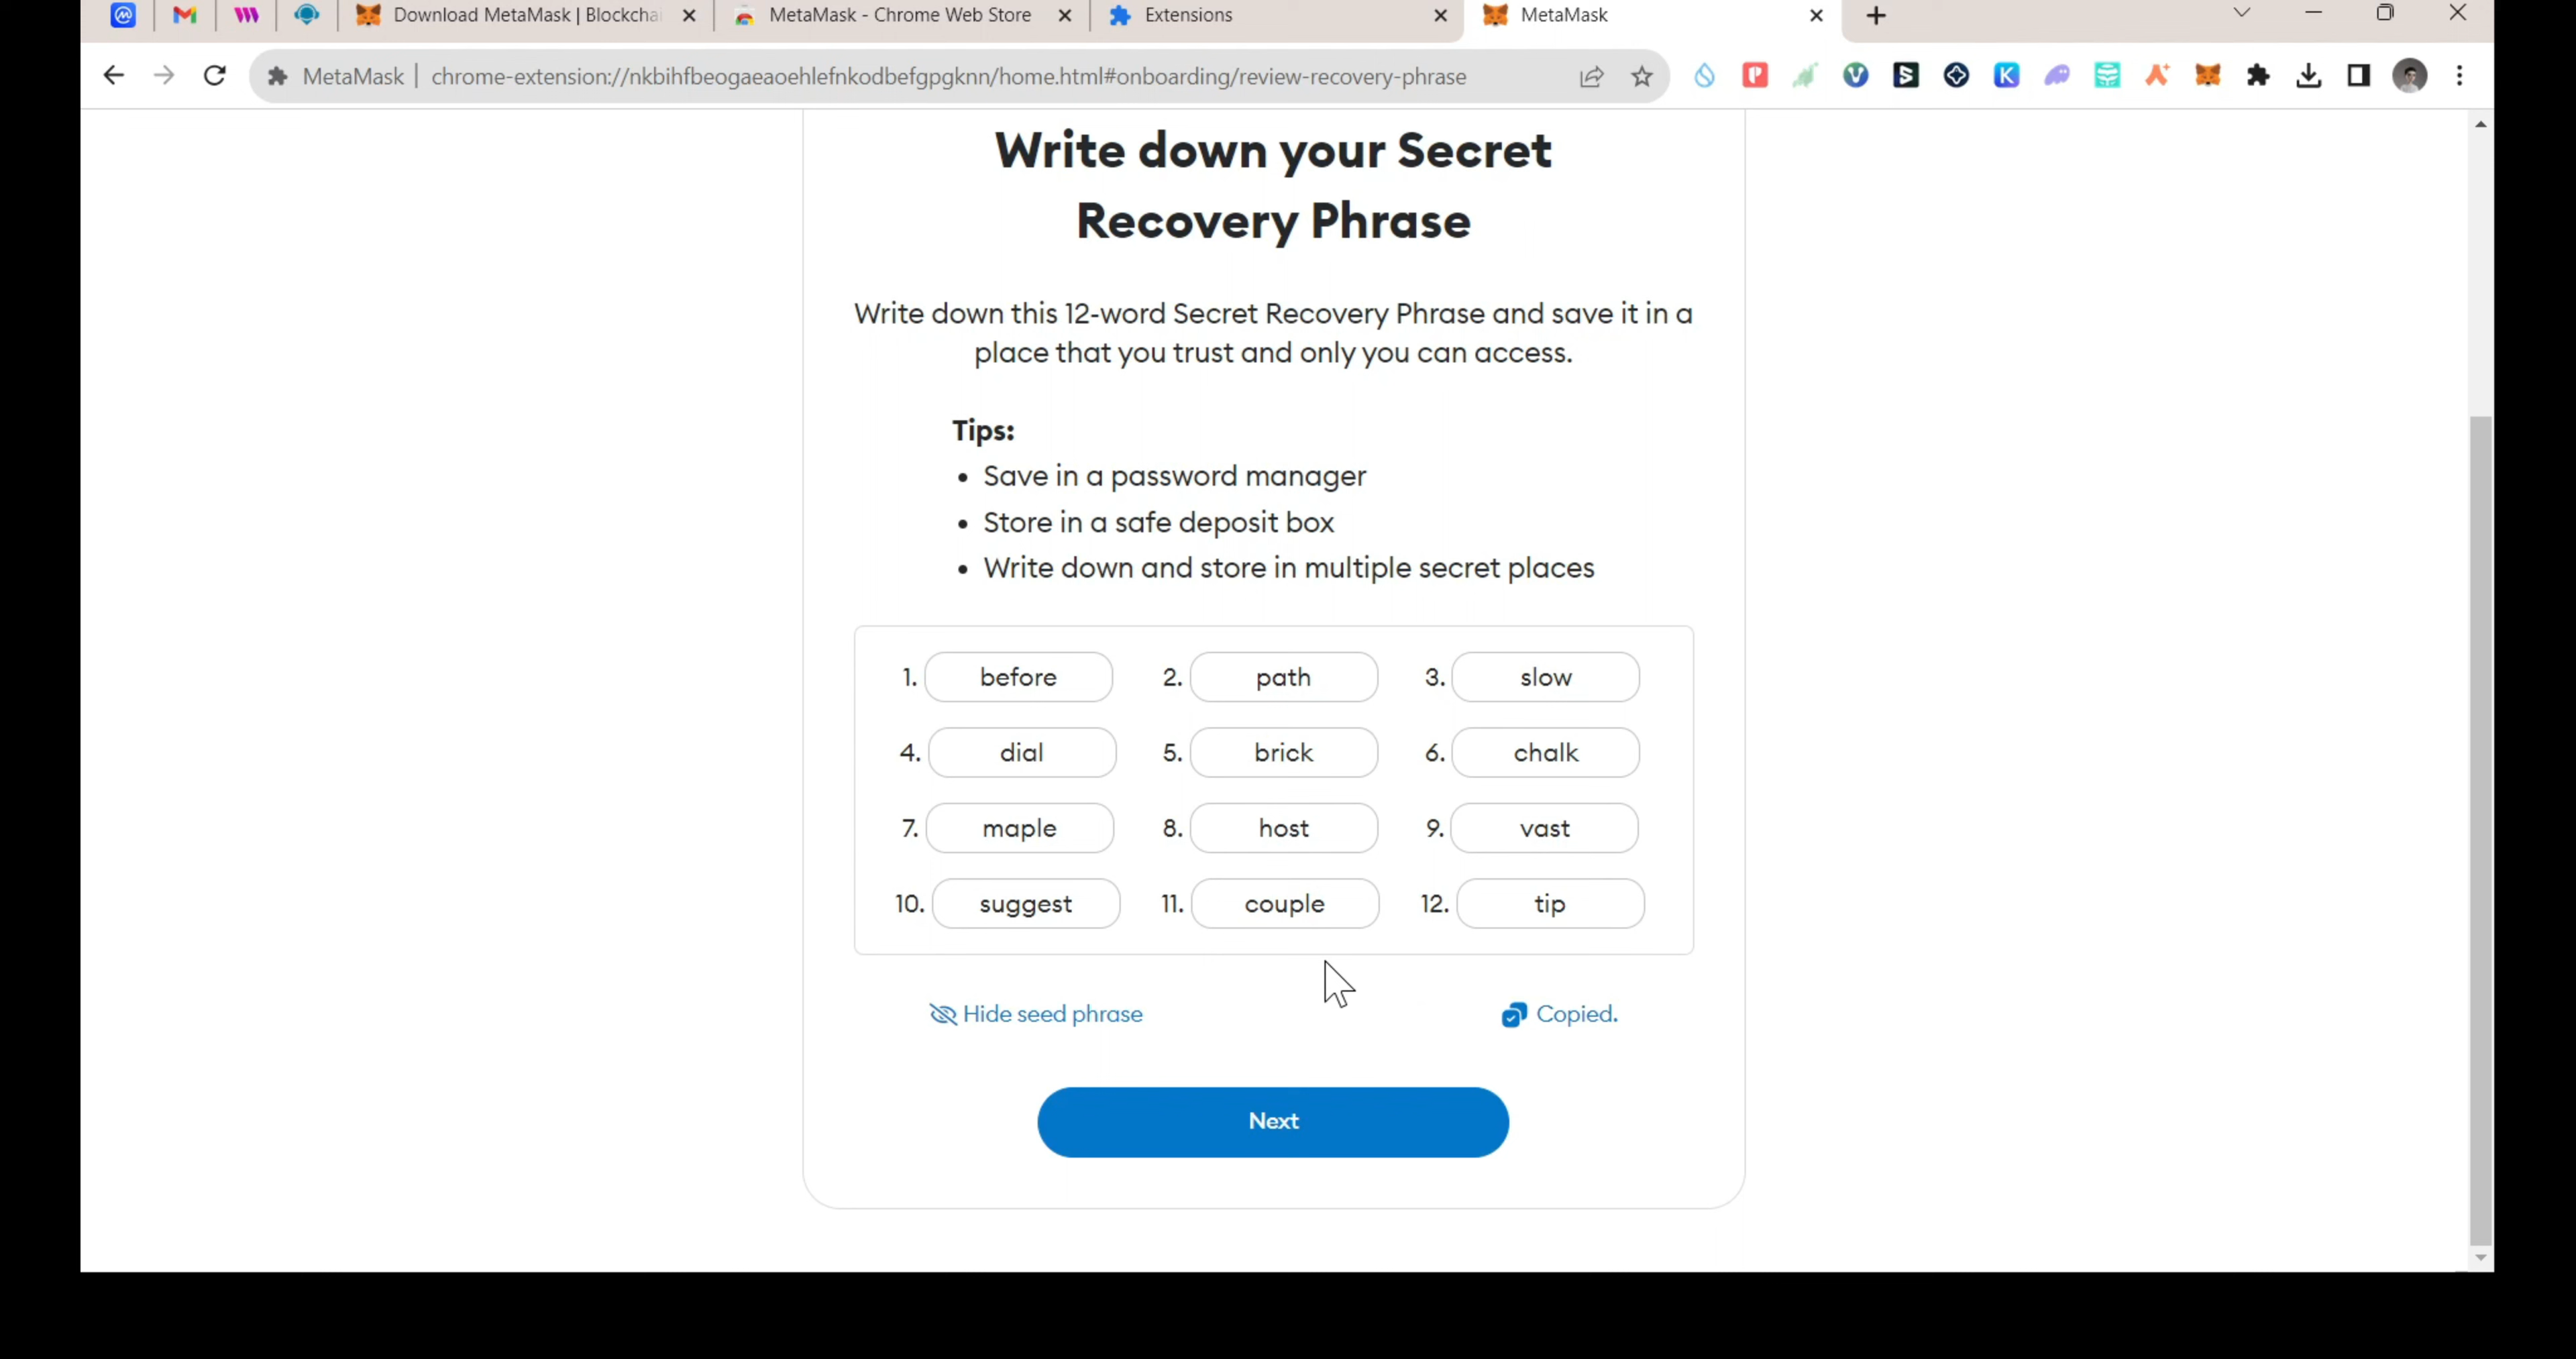 Download MetaMask | Blockchai
MetaMask - Chrome Web Store
Extensions
MetaMask
MetaMask | chrome-extension://nkbihfbeogaeaoehlefnkodbefgpgknn/home.html#onboarding/review-recovery-phrase
Write down your Secret
Recovery Phrase
Write down this 12-word Secret Recovery Phrase and save it in a
place that you trust and only you can access.
Tips:
• Save in a password manager
• Store in a safe deposit box
• Write down and store in multiple secret places
1. before 2. path 3. slow
4. dial 5. brick 6. chalk
7. maple 8. host 9. vast
10. suggest 11. couple 12. tip
Hide seed phrase Copied.
Next